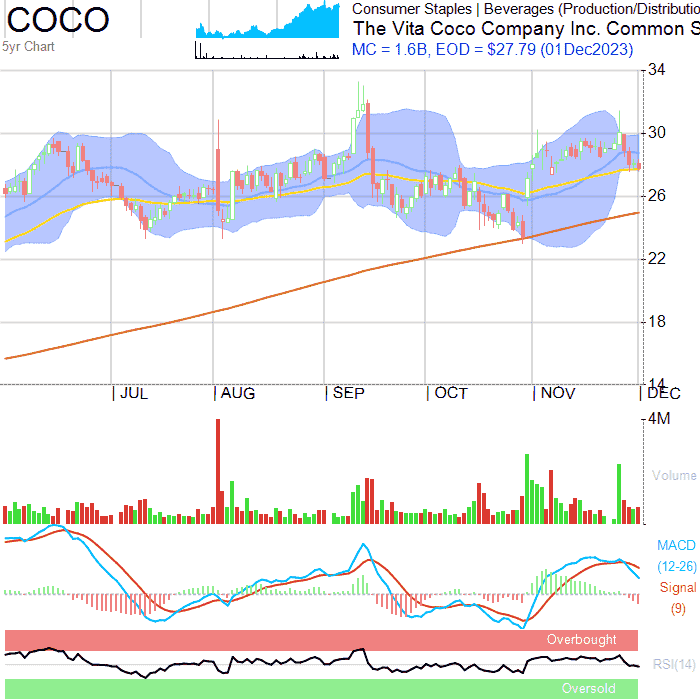 COCO
5yr Chart
Consumer Staples | Beverages (Production/Distributio
The Vita Coco Company Inc. Common S
MC = 1.6B, EOD = $27.79 (01Dec2023)
34
30
26
22
18
14
JUL AUG SEP OCT NOV DEC
4M
Volume
MACD
(12-26)
Signal
(9)
Overbought
RSI(14)
Oversold